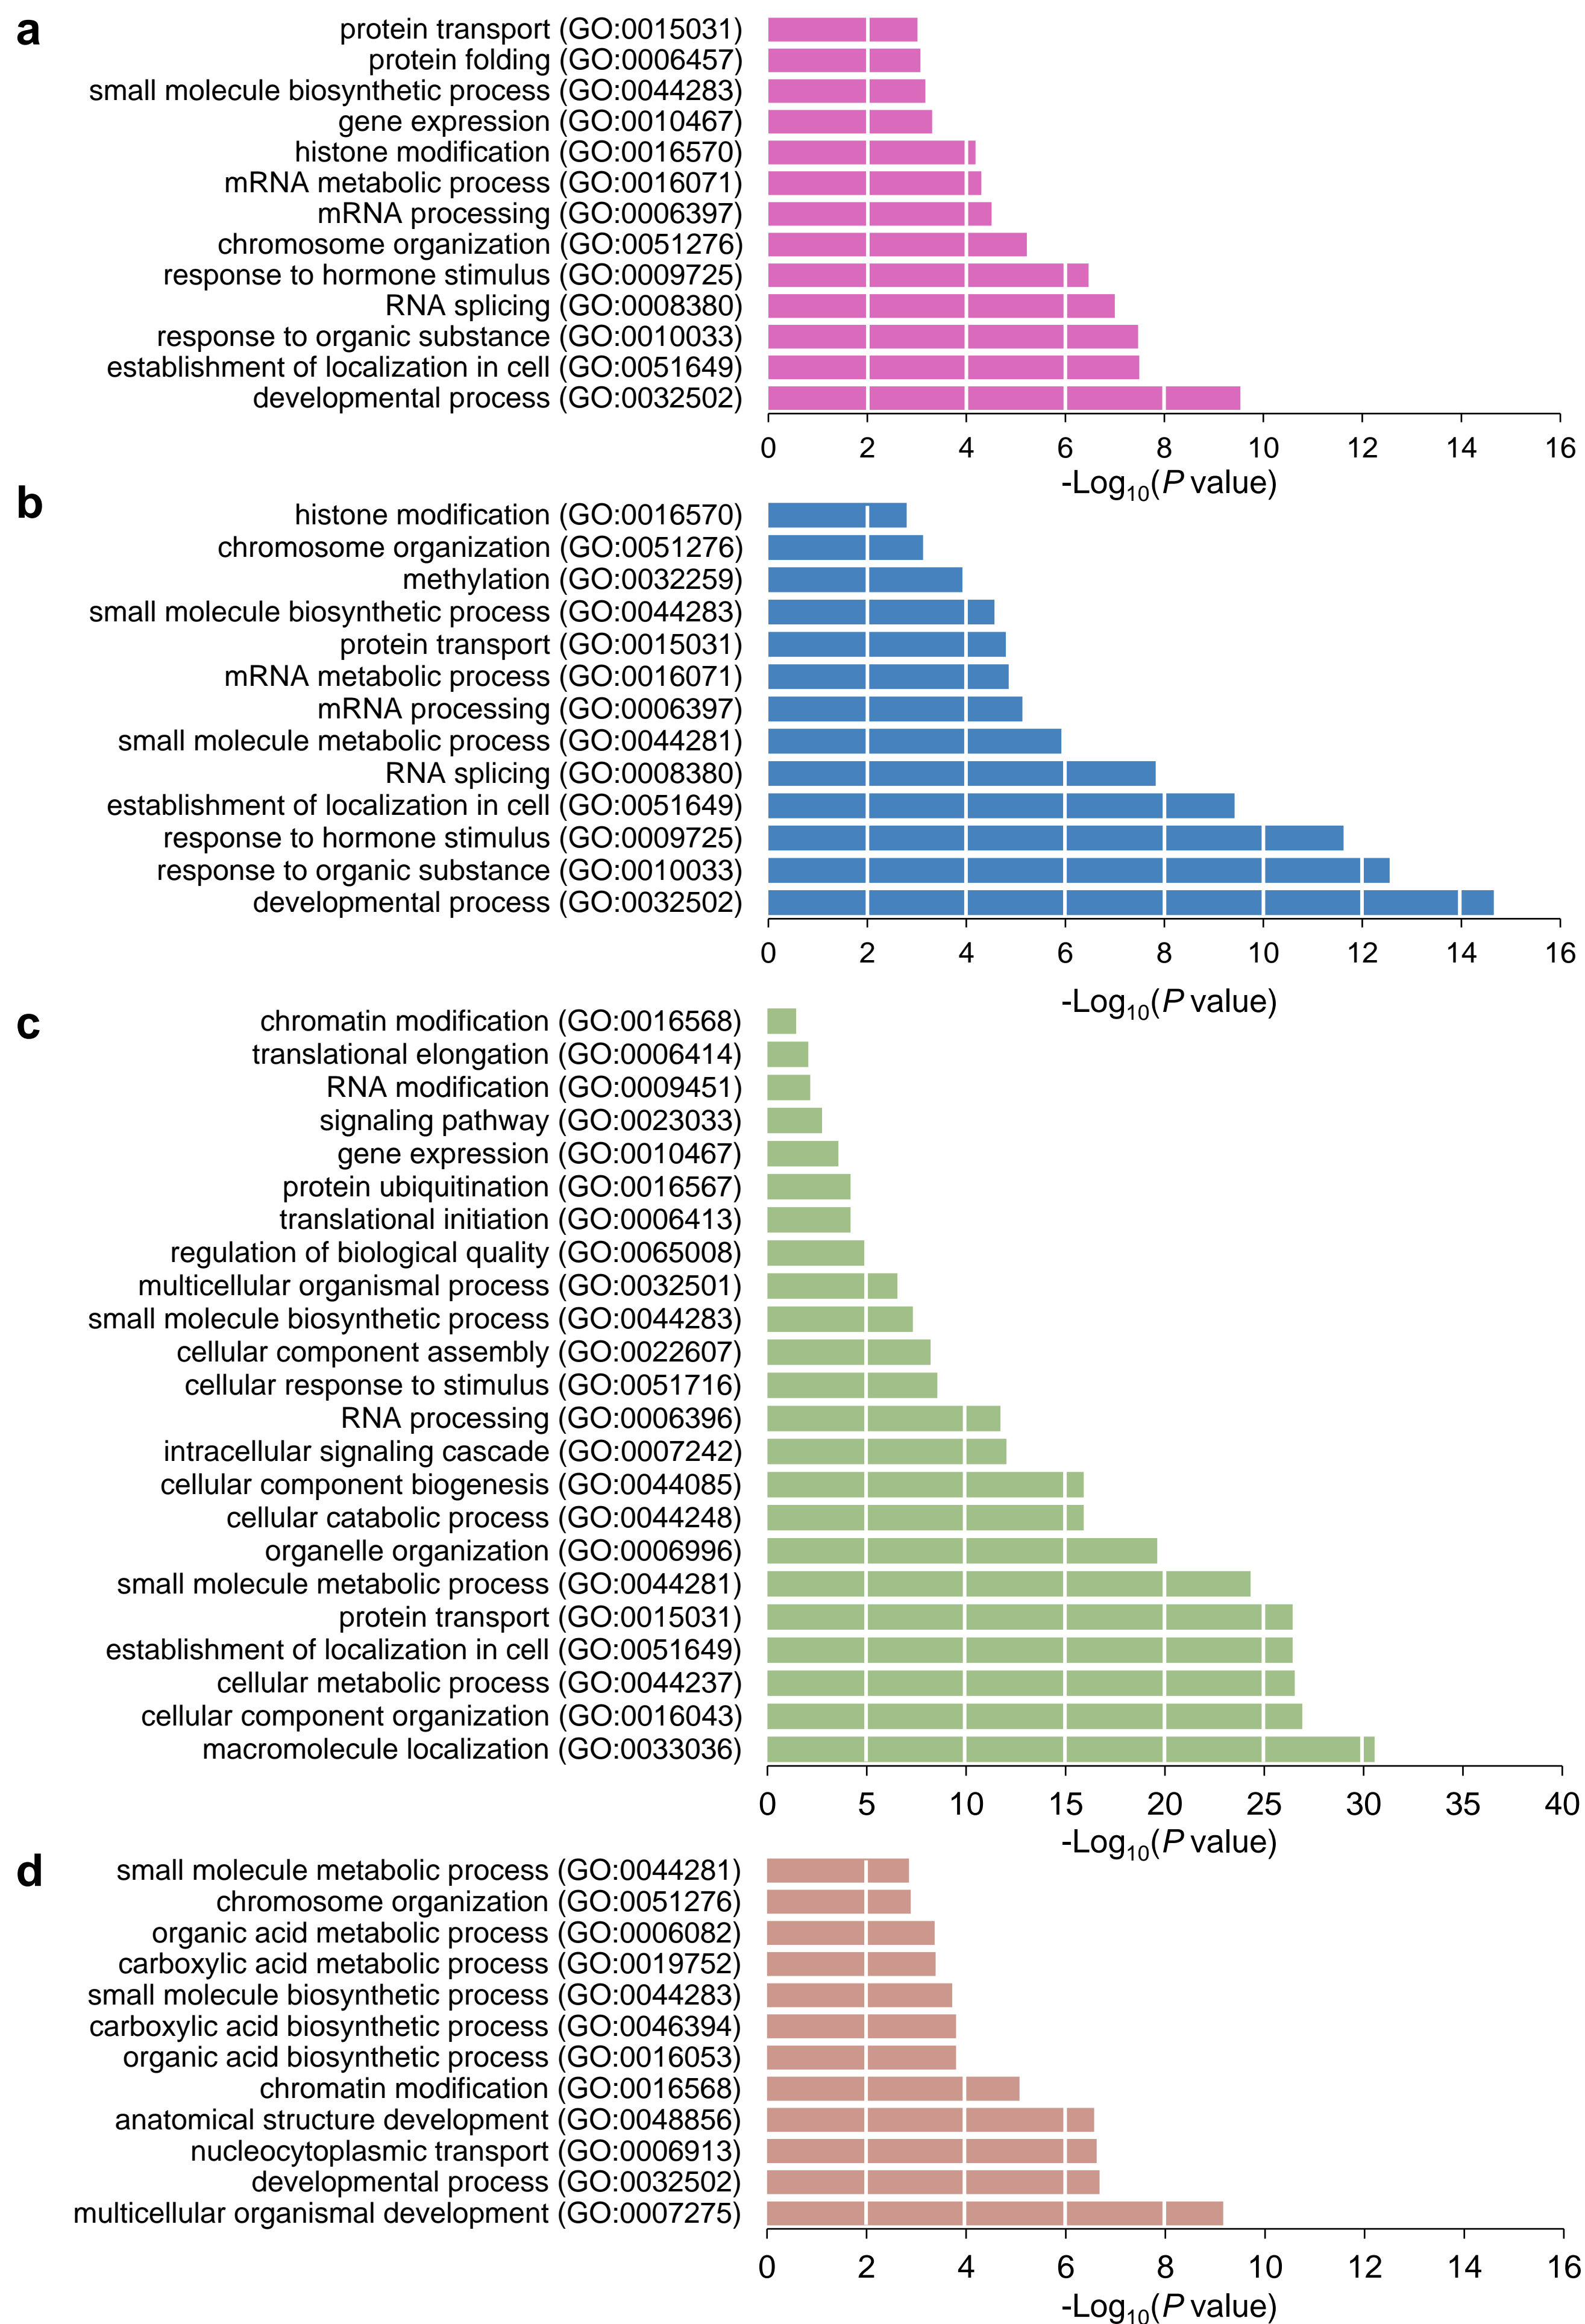 a
protein transport (GO:0015031)
protein folding (GO:0006457)
small molecule biosynthetic process (GO:0044283)
gene expression (GO:0010467)
histone modification (GO:0016570)
mRNA metabolic process (GO:0016071)
mRNA processing (GO:0006397)
chromosome organization (GO:0051276)
response to hormone stimulus (GO:0009725)
RNA splicing (GO:0008380)
response to organic substance (GO:0010033)
establishment of localization in cell (GO:0051649)
developmental process (GO:0032502)
0 2 4 6 8 10 12 14 16
-Log10(P value)
b
histone modification (GO:0016570)
chromosome organization (GO:0051276)
methylation (GO:0032259)
small molecule biosynthetic process (GO:0044283)
protein transport (GO:0015031)
mRNA metabolic process (GO:0016071)
mRNA processing (GO:0006397)
small molecule metabolic process (GO:0044281)
RNA splicing (GO:0008380)
establishment of localization in cell (GO:0051649)
response to hormone stimulus (GO:0009725)
response to organic substance (GO:0010033)
developmental process (GO:0032502)
0 2 4 6 8 10 12 14 16
-Log10(P value)
c
chromatin modification (GO:0016568)
translational elongation (GO:0006414)
RNA modification (GO:0009451)
signaling pathway (GO:0023033)
gene expression (GO:0010467)
protein ubiquitination (GO:0016567)
translational initiation (GO:0006413)
regulation of biological quality (GO:0065008)
multicellular organismal process (GO:0032501)
small molecule biosynthetic process (GO:0044283)
cellular component assembly (GO:0022607)
cellular response to stimulus (GO:0051716)
RNA processing (GO:0006396)
intracellular signaling cascade (GO:0007242)
cellular component biogenesis (GO:0044085)
cellular catabolic process (GO:0044248)
organelle organization (GO:0006996)
small molecule metabolic process (GO:0044281)
protein transport (GO:0015031)
establishment of localization in cell (GO:0051649)
cellular metabolic process (GO:0044237)
cellular component organization (GO:0016043)
macromolecule localization (GO:0033036)
0 5 10 15 20 25 30 35 40
-Log10(P value)
d
small molecule metabolic process (GO:0044281)
chromosome organization (GO:0051276)
organic acid metabolic process (GO:0006082)
carboxylic acid metabolic process (GO:0019752)
small molecule biosynthetic process (GO:0044283)
carboxylic acid biosynthetic process (GO:0046394)
organic acid biosynthetic process (GO:0016053)
chromatin modification (GO:0016568)
anatomical structure development (GO:0048856)
nucleocytoplasmic transport (GO:0006913)
developmental process (GO:0032502)
multicellular organismal development (GO:0007275)
0 2 4 6 8 10 12 14 16
-Log10(P value)